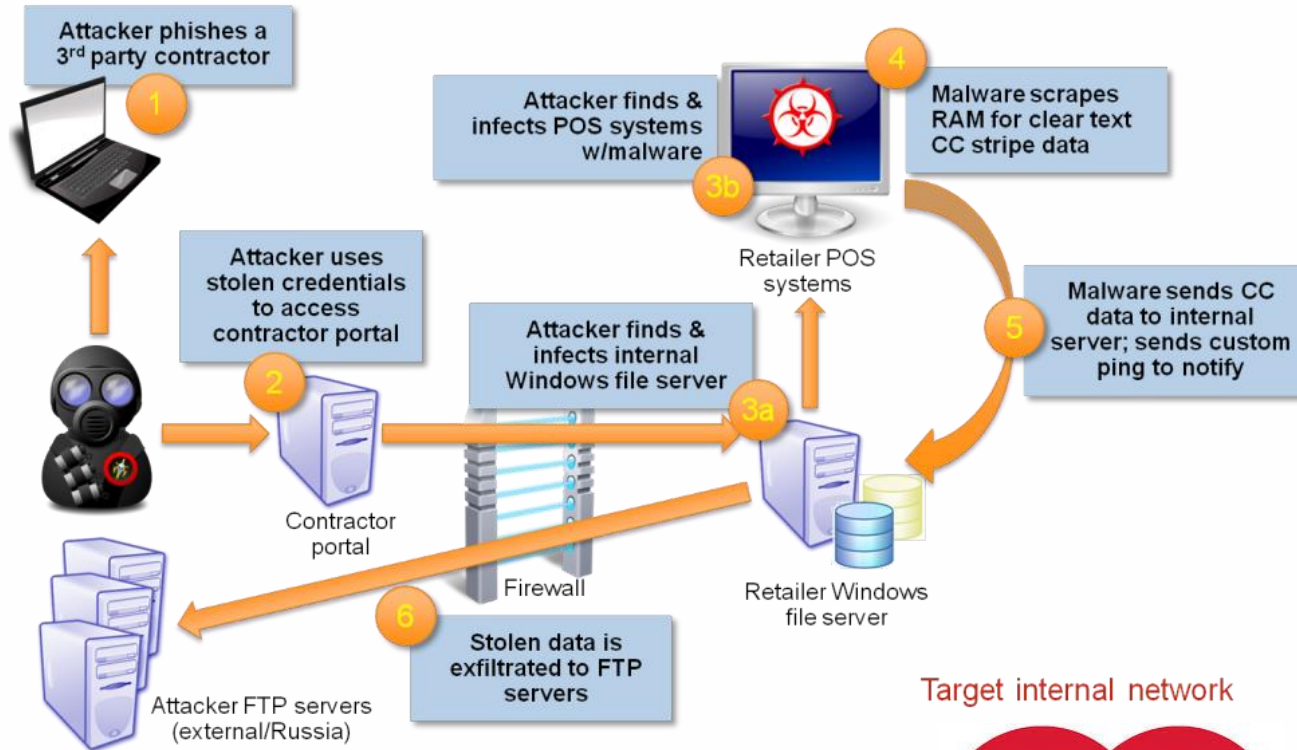 Attacker phishes a
3rd party contractor
1
Attacker finds &
infects POS systems
w/malware
3b
4
Malware scrapes
RAM for clear text
CC stripe data
Retailer POS
systems
Attacker uses
stolen credentials
to access
contractor portal
2
Attacker finds &
infects internal
Windows file server
3a
5
Malware sends CC
data to internal
server; sends custom
ping to notify
Contractor
portal
Firewall
Retailer Windows
file server
6
Stolen data is
exfiltrated to FTP
servers
Attacker FTP servers
(external/Russia)
Target internal network